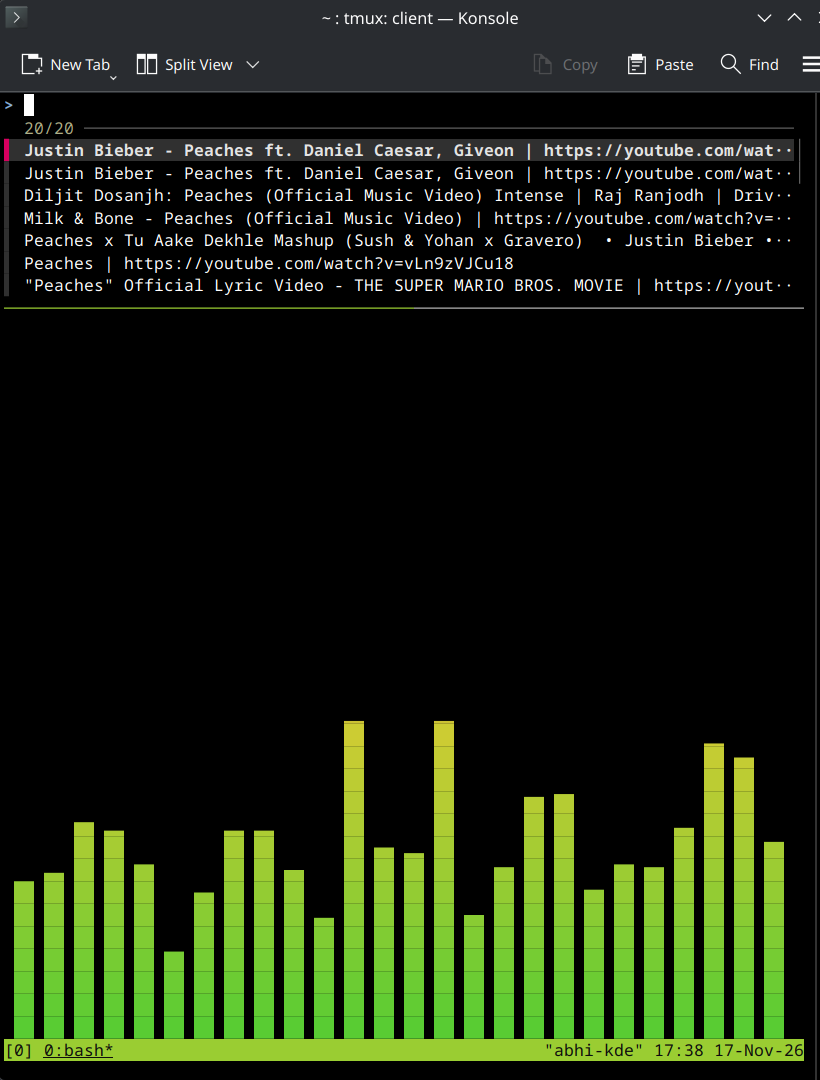 ~ : tmux: client — Konsole
New Tab Split View Copy Paste Find
>
20/20
Justin Bieber - Peaches ft. Daniel Caesar, Giveon | https://youtube.com/wat··
Justin Bieber - Peaches ft. Daniel Caesar, Giveon | https://youtube.com/wat··
Diljit Dosanjh: Peaches (Official Music Video) Intense | Raj Ranjodh | Driv··
Milk & Bone - Peaches (Official Music Video) | https://youtube.com/watch?v=··
Peaches x Tu Aake Dekhle Mashup (Sush & Yohan x Gravero)  • Justin Bieber •··
Peaches | https://youtube.com/watch?v=vLn9zVJCu18
"Peaches" Official Lyric Video - THE SUPER MARIO BROS. MOVIE | https://yout··
[0] 0:bash* "abhi-kde" 17:38 17-Nov-26